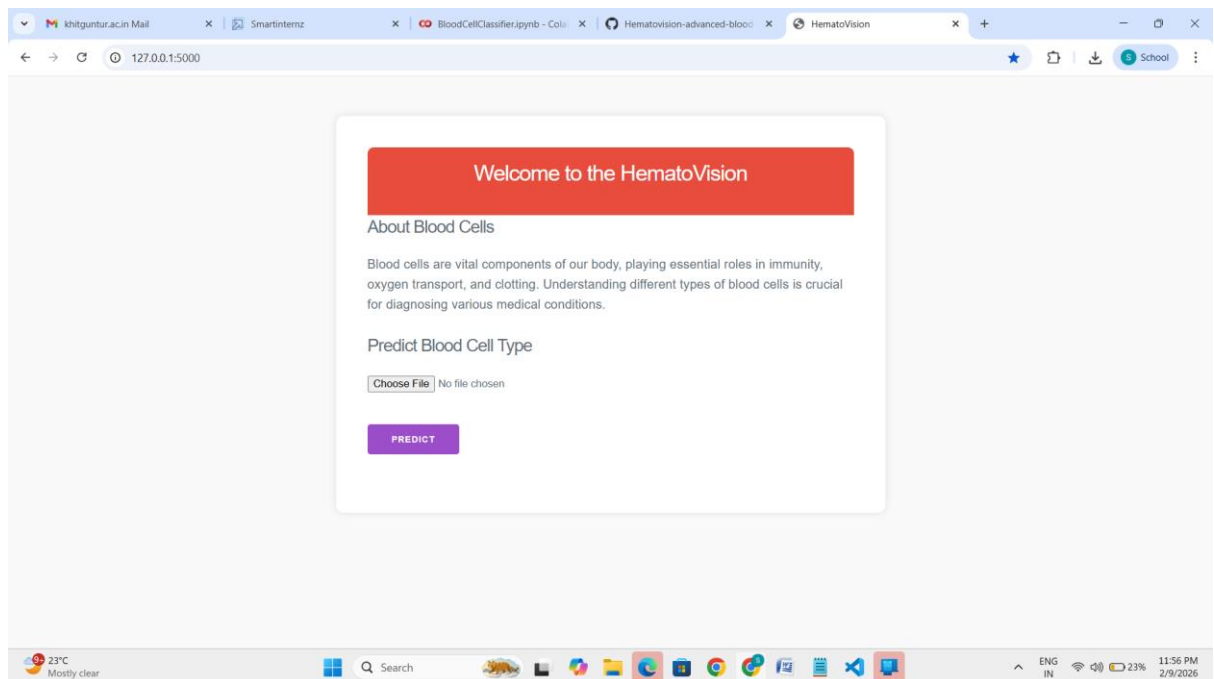 khitguntur.ac.in Mail
Smartinternz
BloodCellClassifier.ipynb - Cola
Hematovision-advanced-blood
HematoVision
127.0.0.1:5000
School
Welcome to the HematoVision
About Blood Cells
Blood cells are vital components of our body, playing essential roles in immunity,
oxygen transport, and clotting. Understanding different types of blood cells is crucial
for diagnosing various medical conditions.
Predict Blood Cell Type
Choose File No file chosen
PREDICT
9+
23°C
Mostly clear
Search
ENG
IN
23%
11:56 PM
2/9/2026